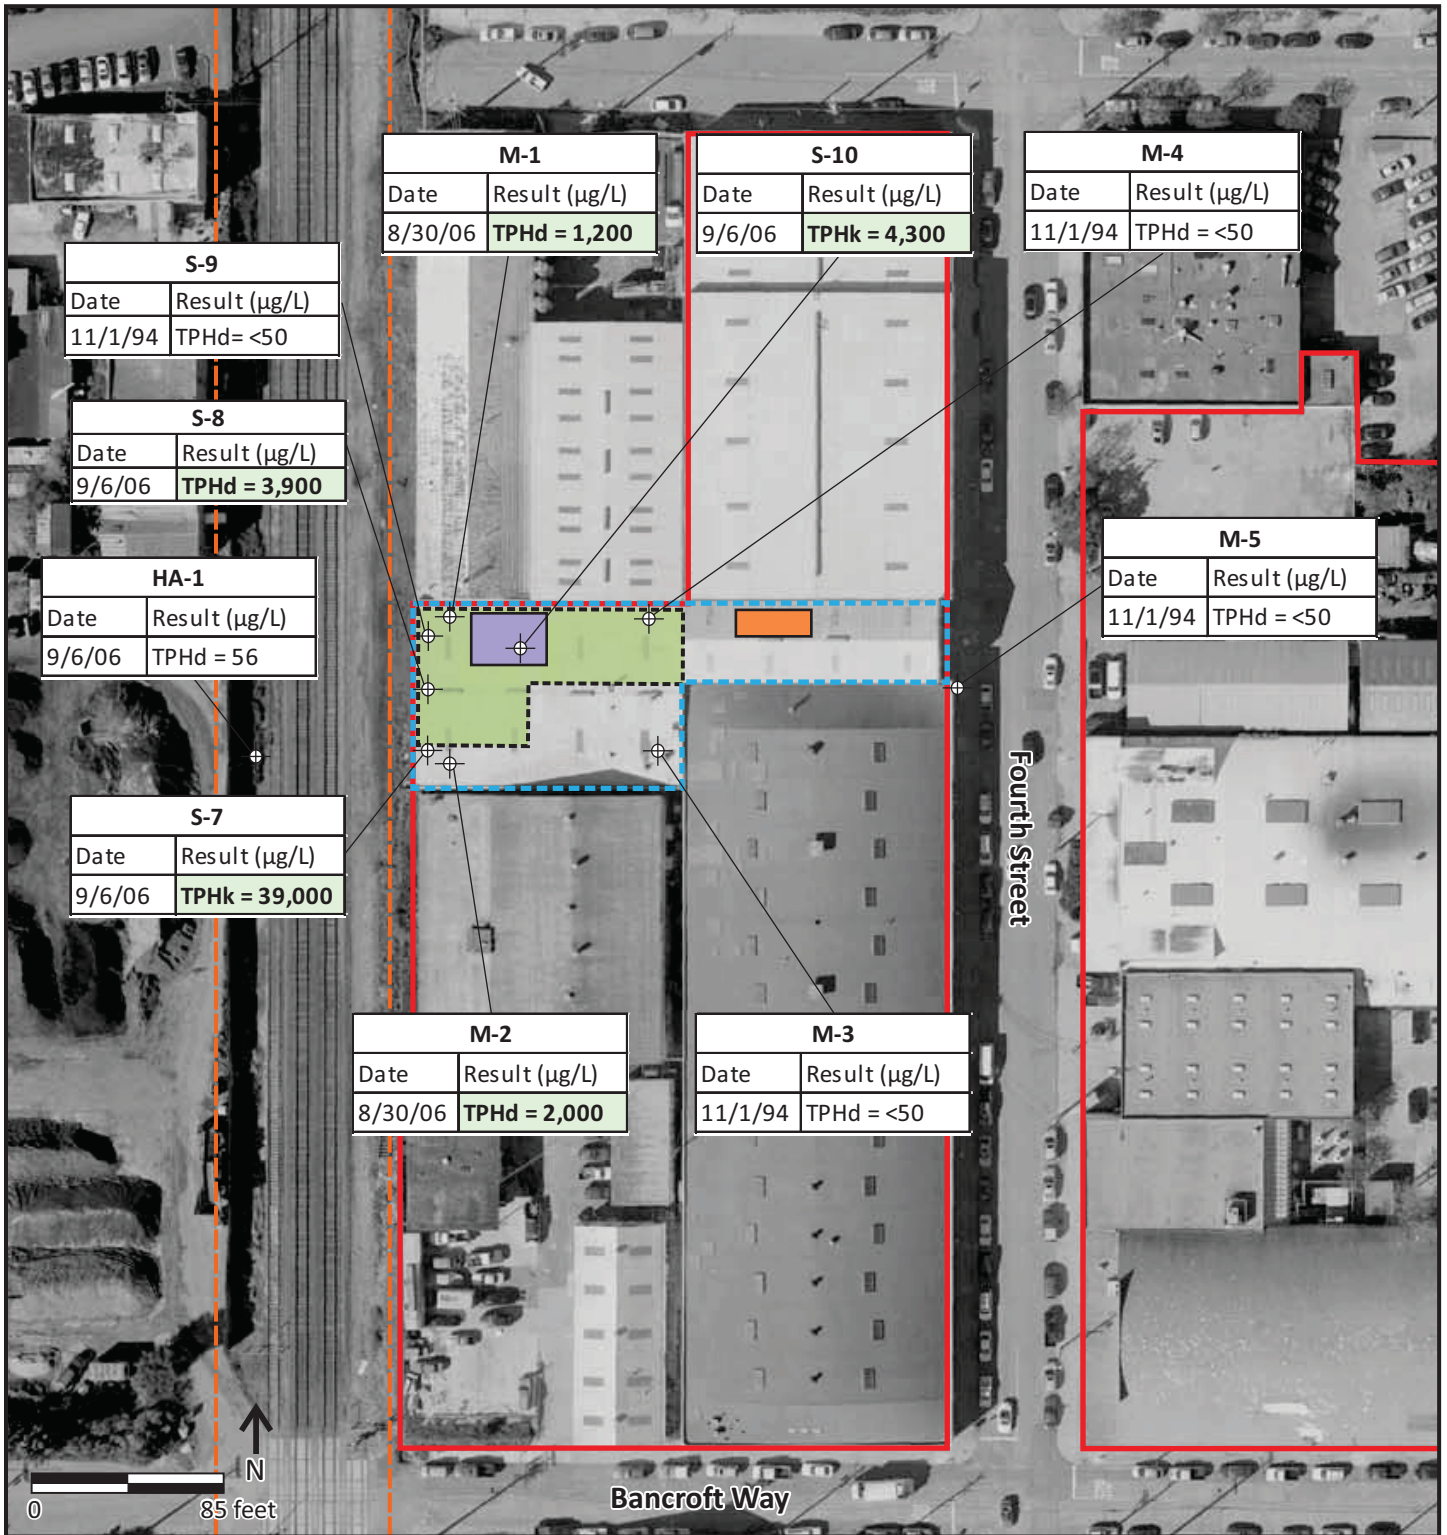 M-1
Date Result (µg/L)
8/30/06 TPHd = 1,200
S-10
Date Result (µg/L)
9/6/06 TPHk = 4,300
M-4
Date Result (µg/L)
11/1/94 TPHd = <50
S-9
Date Result (µg/L)
11/1/94 TPHd= <50
S-8
Date Result (µg/L)
9/6/06 TPHd = 3,900
M-5
Date Result (µg/L)
11/1/94 TPHd = <50
HA-1
Date Result (µg/L)
9/6/06 TPHd = 56
S-7
Date Result (µg/L)
9/6/06 TPHk = 39,000
Fourth Street
M-2
Date Result (µg/L)
8/30/06 TPHd = 2,000
M-3
Date Result (µg/L)
11/1/94 TPHd = <50
N
0 85 feet
Bancroft Way